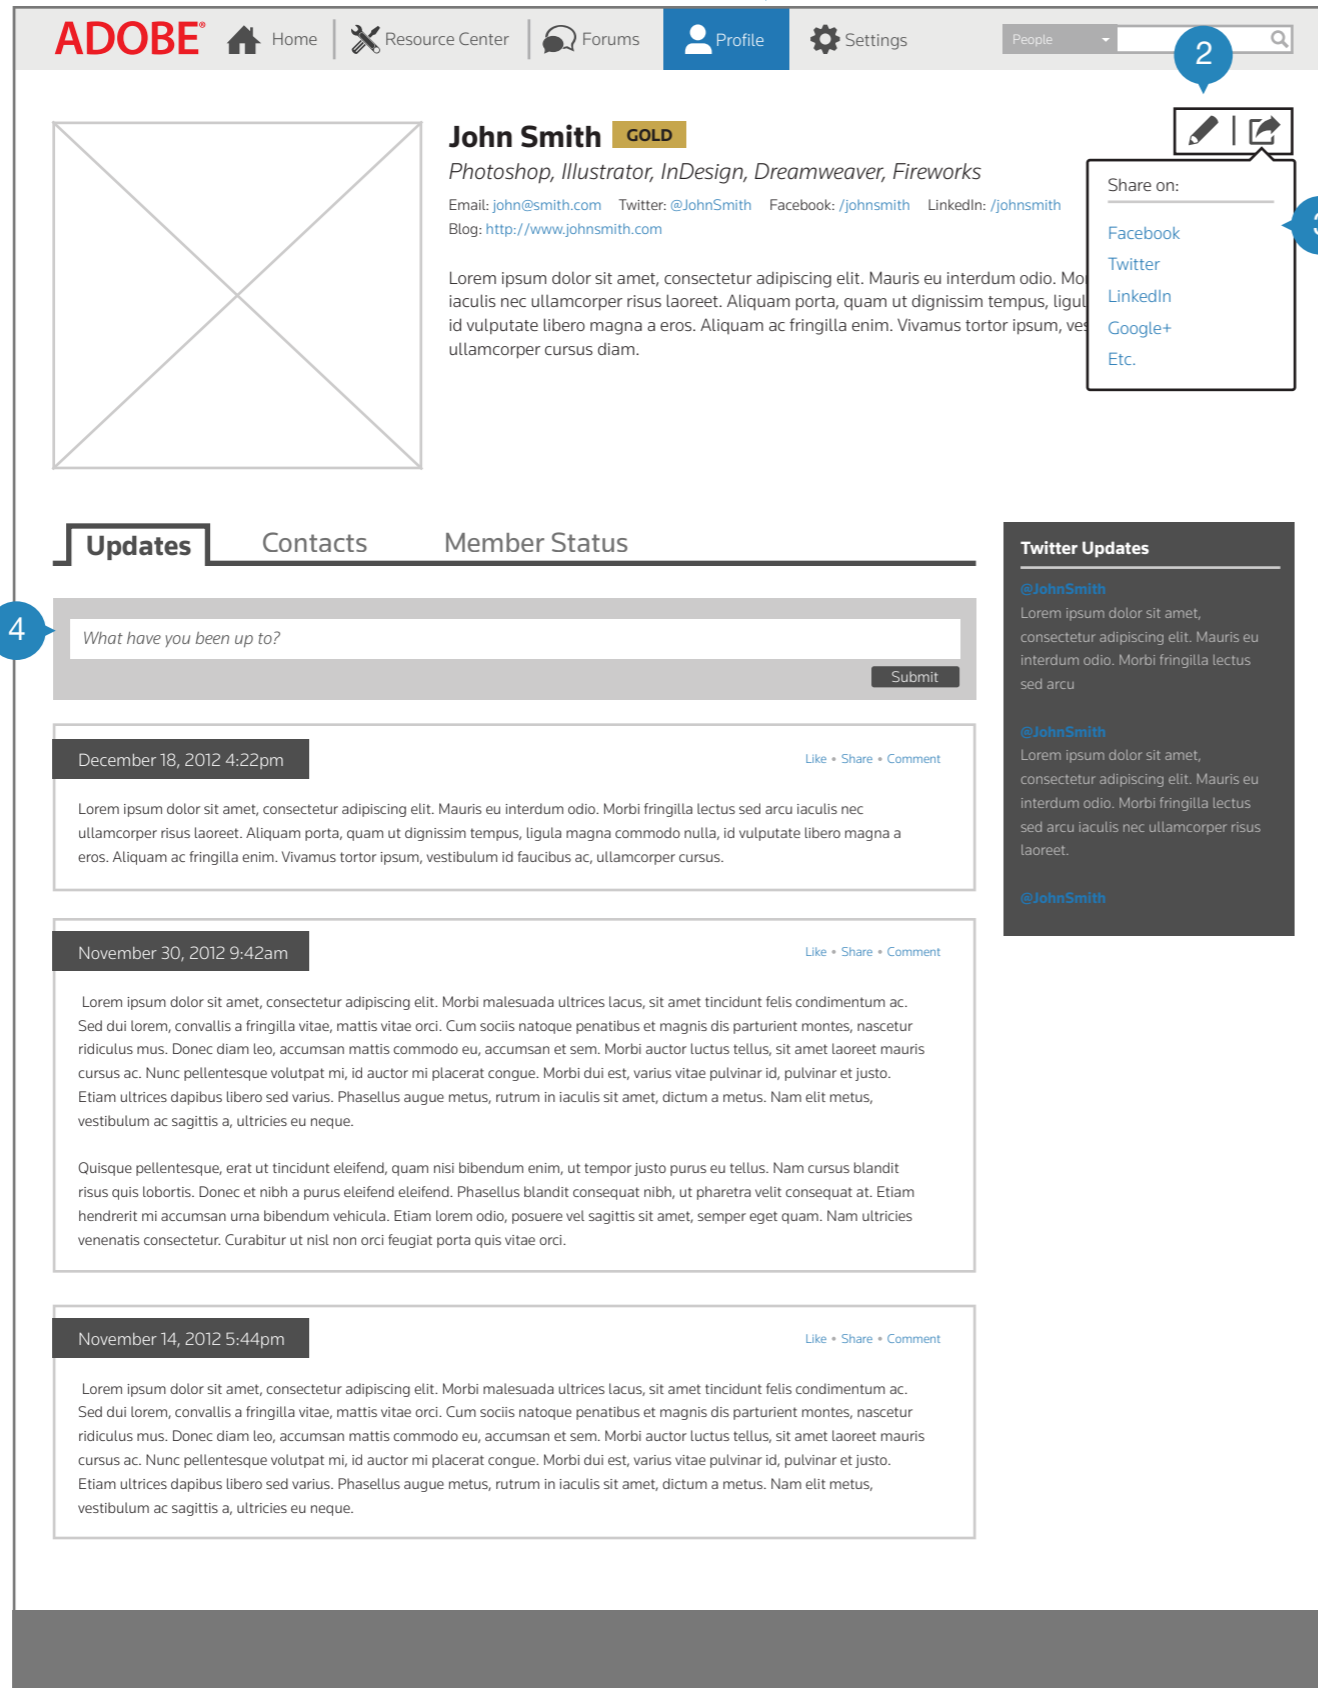 ADOBE®
Home
Resource Center
Forums
Profile
Settings
People
2
John Smith GOLD
Photoshop, Illustrator, InDesign, Dreamweaver, Fireworks
Email: john@smith.com Twitter: @JohnSmith Facebook: /johnsmith LinkedIn: /johnsmith
Blog: http://www.johnsmith.com
Lorem ipsum dolor sit amet, consectetur adipiscing elit. Mauris eu interdum odio.
iaculis nec ullamcorper risus laoreet. Aliquam porta, quam ut dignissim tempus,
id vulputate libero magna a eros. Aliquam ac fringilla enim. Vivamus tortor ipsum,
ullamcorper cursus diam.
Share on:
3
Facebook
Twitter
LinkedIn
Google+
Etc.
Updates
Contacts
Member Status
4
What have you been up to?
Submit
December 18, 2012 4:22pm
Like • Share • Comment
Lorem ipsum dolor sit amet, consectetur adipiscing elit. Mauris eu interdum odio. Morbi fringilla lectus sed arcu iaculis nec
ullamcorper risus laoreet. Aliquam porta, quam ut dignissim tempus, ligula magna commodo nulla, id vulputate libero magna a
eros. Aliquam ac fringilla enim. Vivamus tortor ipsum, vestibulum id faucibus ac, ullamcorper cursus.
November 30, 2012 9:42am
Like • Share • Comment
Lorem ipsum dolor sit amet, consectetur adipiscing elit. Morbi malesuada ultrices lacus, sit amet tincidunt felis condimentum ac.
Sed dui lorem, convallis a fringilla vitae, mattis vitae orci. Cum sociis natoque penatibus et magnis dis parturient montes, nascetur
ridiculus mus. Donec diam leo, accumsan mattis commodo eu, accumsan et sem. Morbi auctor luctus tellus, sit amet laoreet mauris
cursus ac. Nunc pellentesque volutpat mi, id auctor mi placerat congue. Morbi dui est, varius vitae pulvinar id, pulvinar et justo.
Etiam ultrices dapibus libero sed varius. Phasellus augue metus, rutrum in iaculis sit amet, dictum a metus. Nam elit metus,
vestibulum ac sagittis a, ultricies eu neque.
Quisque pellentesque, erat ut tincidunt eleifend, quam nisi bibendum enim, ut tempor justo purus eu tellus. Nam cursus blandit
risus quis lobortis. Donec et nibh a purus eleifend eleifend. Phasellus blandit consequat nibh, ut pharetra velit consequat at. Etiam
hendrerit mi accumsan urna bibendum vehicula. Etiam lorem odio, posuere vel sagittis sit amet, semper eget quam. Nam ultricies
venenatis consectetur. Curabitur ut nisl non orci feugiat porta quis vitae orci.
November 14, 2012 5:44pm
Like • Share • Comment
Lorem ipsum dolor sit amet, consectetur adipiscing elit. Morbi malesuada ultrices lacus, sit amet tincidunt felis condimentum ac.
Sed dui lorem, convallis a fringilla vitae, mattis vitae orci. Cum sociis natoque penatibus et magnis dis parturient montes, nascetur
ridiculus mus. Donec diam leo, accumsan mattis commodo eu, accumsan et sem. Morbi auctor luctus tellus, sit amet laoreet mauris
cursus ac. Nunc pellentesque volutpat mi, id auctor mi placerat congue. Morbi dui est, varius vitae pulvinar id, pulvinar et justo.
Etiam ultrices dapibus libero sed varius. Phasellus augue metus, rutrum in iaculis sit amet, dictum a metus. Nam elit metus,
vestibulum ac sagittis a, ultricies eu neque.
Twitter Updates
@JohnSmith
Lorem ipsum dolor sit amet,
consectetur adipiscing elit. Mauris eu
interdum odio. Morbi fringilla lectus
sed arcu
@JohnSmith
Lorem ipsum dolor sit amet,
consectetur adipiscing elit. Mauris eu
interdum odio. Morbi fringilla lectus
sed arcu iaculis nec ullamcorper risus
laoreet.
@JohnSmith